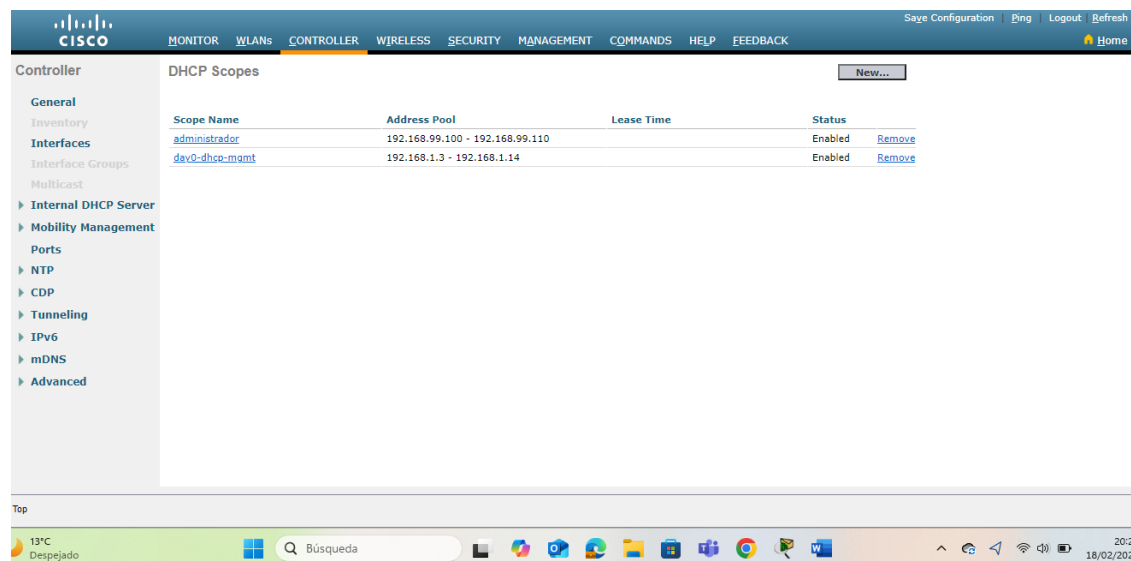 Save Configuration | Ping | Logout | Refresh
CISCO
MONITOR WLANs CONTROLLER WIRELESS SECURITY MANAGEMENT COMMANDS HELP FEEDBACK
Home
Controller
DHCP Scopes
New...
General
Inventory
Interfaces
Interface Groups
Multicast
Internal DHCP Server
Mobility Management
Ports
NTP
CDP
Tunneling
IPv6
mDNS
Advanced
Scope Name Address Pool Lease Time Status
administrador 192.168.99.100 - 192.168.99.110 Enabled Remove
day0-dhcp-mgmt 192.168.1.3 - 192.168.1.14 Enabled Remove
Top
13°C
Despejado
Búsqueda
20:2
18/02/202